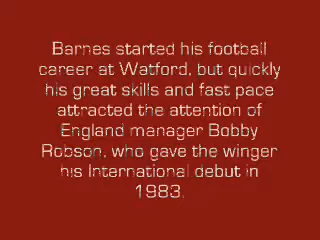 Barnes started his football
career at Watford, but quickly
his great skills and fast pace
attracted the attention of
England manager Bobby
Robson, who gave the winger
his International debut in
1983.